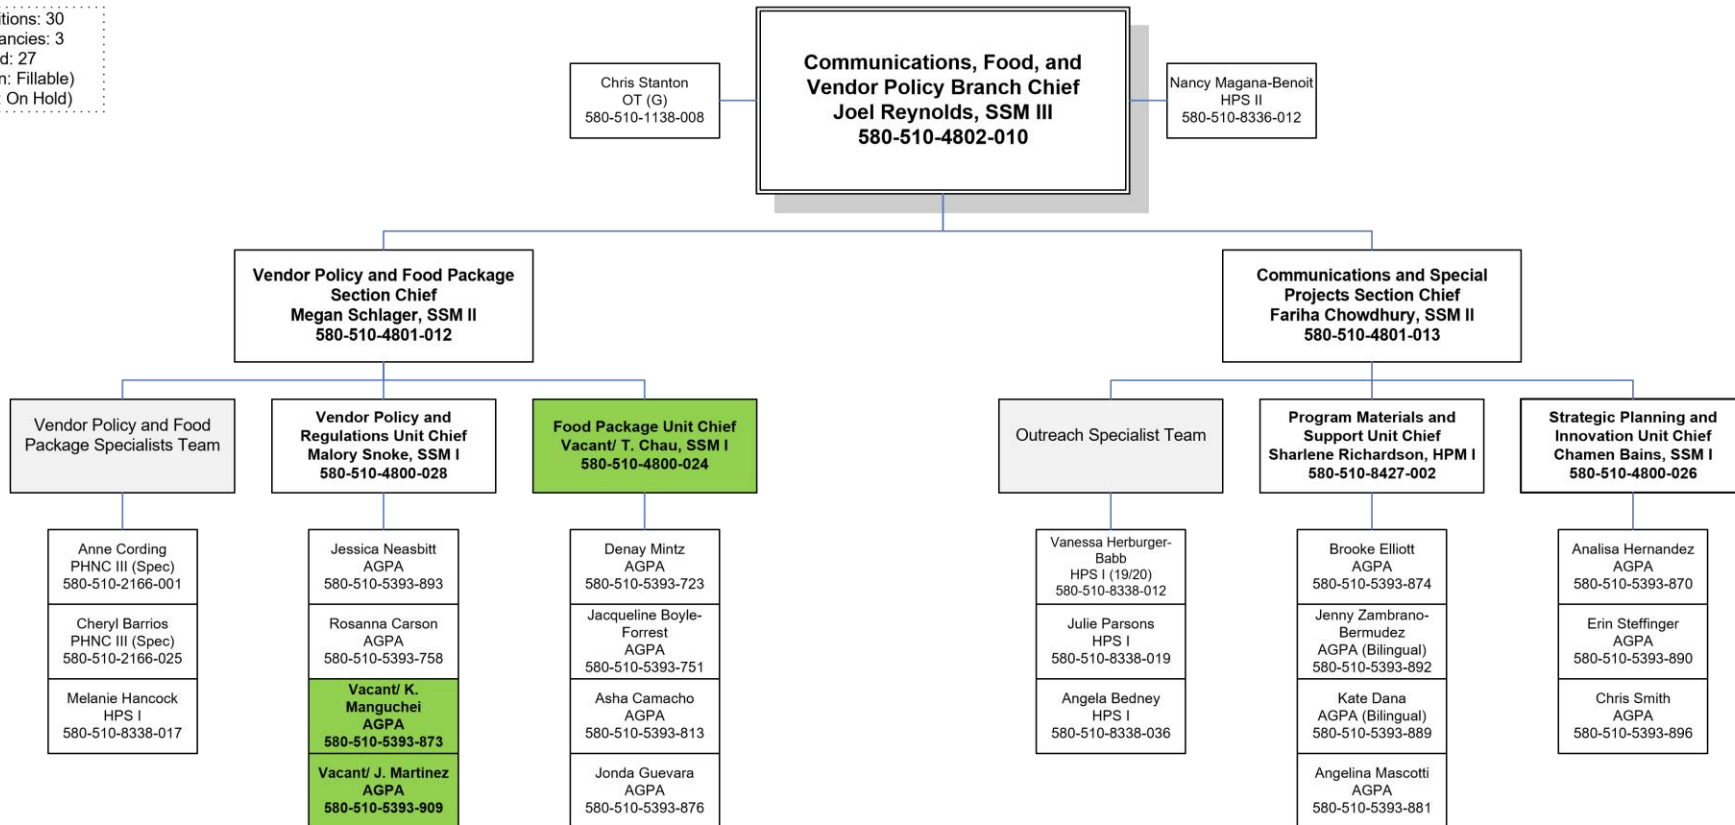 itions: 30
ancies: 3
d: 27
n: Fillable)
: On Hold)
Chris Stanton
OT (G)
580-510-1138-008
Communications, Food, and
Vendor Policy Branch Chief
Joel Reynolds, SSM III
580-510-4802-010
Nancy Magana-Benoit
HPS II
580-510-8336-012
Vendor Policy and Food Package
Section Chief
Megan Schlager, SSM II
580-510-4801-012
Communications and Special
Projects Section Chief
Fariha Chowdhury, SSM II
580-510-4801-013
Vendor Policy and Food
Package Specialists Team
Vendor Policy and
Regulations Unit Chief
Malory Snoke, SSM I
580-510-4800-028
Food Package Unit Chief
Vacant/ T. Chau, SSM I
580-510-4800-024
Outreach Specialist Team
Program Materials and
Support Unit Chief
Sharlene Richardson, HPM I
580-510-8427-002
Strategic Planning and
Innovation Unit Chief
Chamen Bains, SSM I
580-510-4800-026
Anne Cording
PHNC III (Spec)
580-510-2166-001
Cheryl Barrios
PHNC III (Spec)
580-510-2166-025
Melanie Hancock
HPS I
580-510-8338-017
Jessica Neasbitt
AGPA
580-510-5393-893
Rosanna Carson
AGPA
580-510-5393-758
Vacant/ K.
Manguchei
AGPA
580-510-5393-873
Vacant/ J. Martinez
AGPA
580-510-5393-909
Denay Mintz
AGPA
580-510-5393-723
Jacqueline Boyle-
Forrest
AGPA
580-510-5393-751
Asha Camacho
AGPA
580-510-5393-813
Jonda Guevara
AGPA
580-510-5393-876
Vanessa Herburger-
Babb
HPS I (19/20)
580-510-8338-012
Julie Parsons
HPS I
580-510-8338-019
Angela Bedney
HPS I
580-510-8338-036
Brooke Elliott
AGPA
580-510-5393-874
Jenny Zambrano-
Bermudez
AGPA (Bilingual)
580-510-5393-892
Kate Dana
AGPA (Bilingual)
580-510-5393-889
Angelina Mascotti
AGPA
580-510-5393-881
Analisa Hernandez
AGPA
580-510-5393-870
Erin Steffinger
AGPA
580-510-5393-890
Chris Smith
AGPA
580-510-5393-896